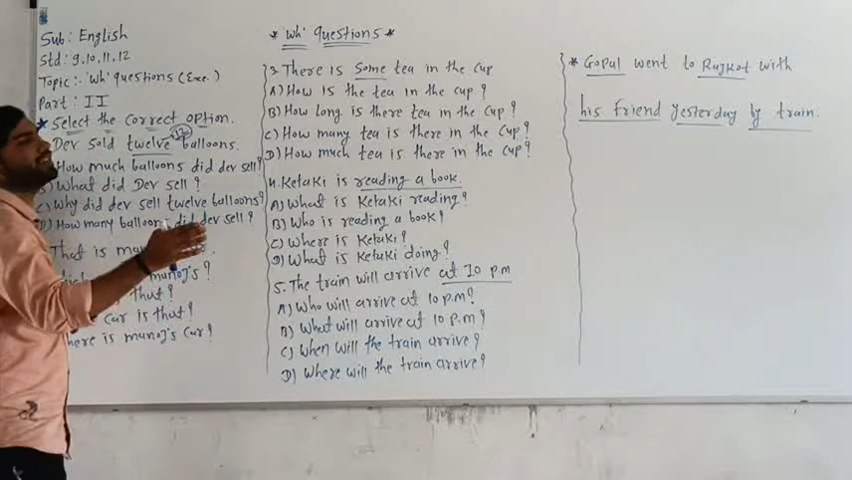 Sub: English
Std: 9,10,11,12
Topic:- 'Wh' questions (Exe.)
Part: II
* Select the correct option.
Dev sold twelve balloons.
How much balloons did dev sell?
What did Dev sell?
C) Why did dev sell twelve balloons?
D) How many balloons did dev sell?
That is
manoj's?
that?
car is that?
here is manoj's car?
* 'Wh' Questions *
3. There is some tea in the cup
A) How is the tea in the cup?
B) How long is there tea in the cup?
C) How many tea is there in the cup?
D) How much tea is there in the cup?
4. Ketaki is reading a book.
A) What is Ketaki reading?
B) Who is reading a book?
C) Where is Ketaki?
D) What is Ketaki doing?
5. The train will arrive at 10 p.m
A) Who will arrive at 10 p.m?
B) What will arrive at 10 p.m?
C) When will the train arrive?
D) Where will the train arrive?
* Gopal went to Rajkot with
his friend yesterday by train.